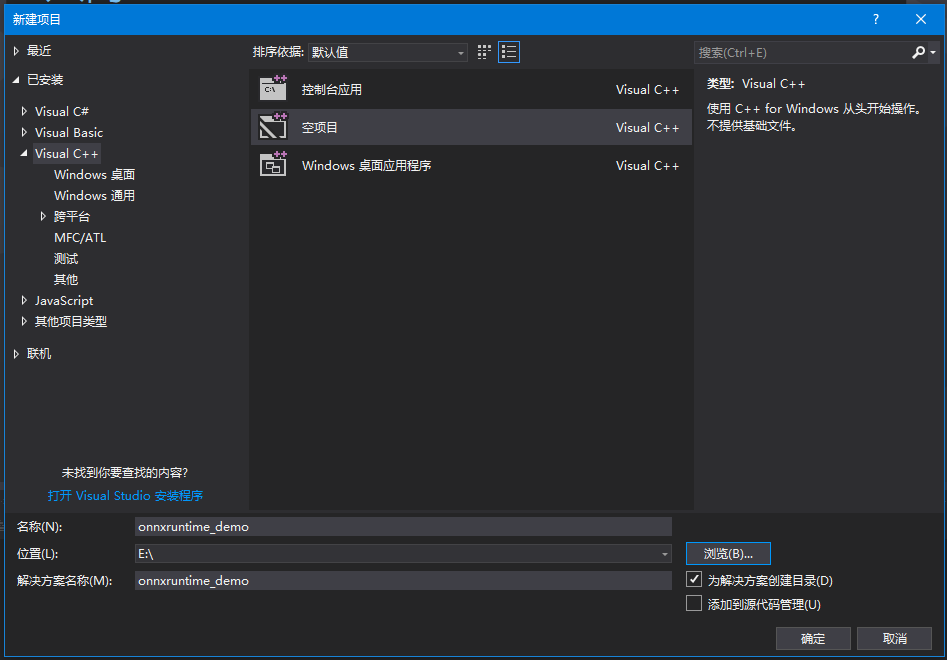 新建项目
?
最近
已安装
Visual C#
Visual Basic
Visual C++
Windows 桌面
Windows 通用
跨平台
MFC/ATL
测试
其他
JavaScript
其他项目类型
联机
未找到你要查找的内容?
打开 Visual Studio 安装程序
排序依据: 默认值
控制台应用 Visual C++
空项目 Visual C++
Windows 桌面应用程序 Visual C++
搜索(Ctrl+E)
类型: Visual C++
使用 C++ for Windows 从头开始操作。
不提供基础文件。
名称(N): onnxruntime_demo
位置(L): E:\ 浏览(B)...
解决方案名称(M): onnxruntime_demo 为解决方案创建目录(D)
添加到源代码管理(U)
确定 取消